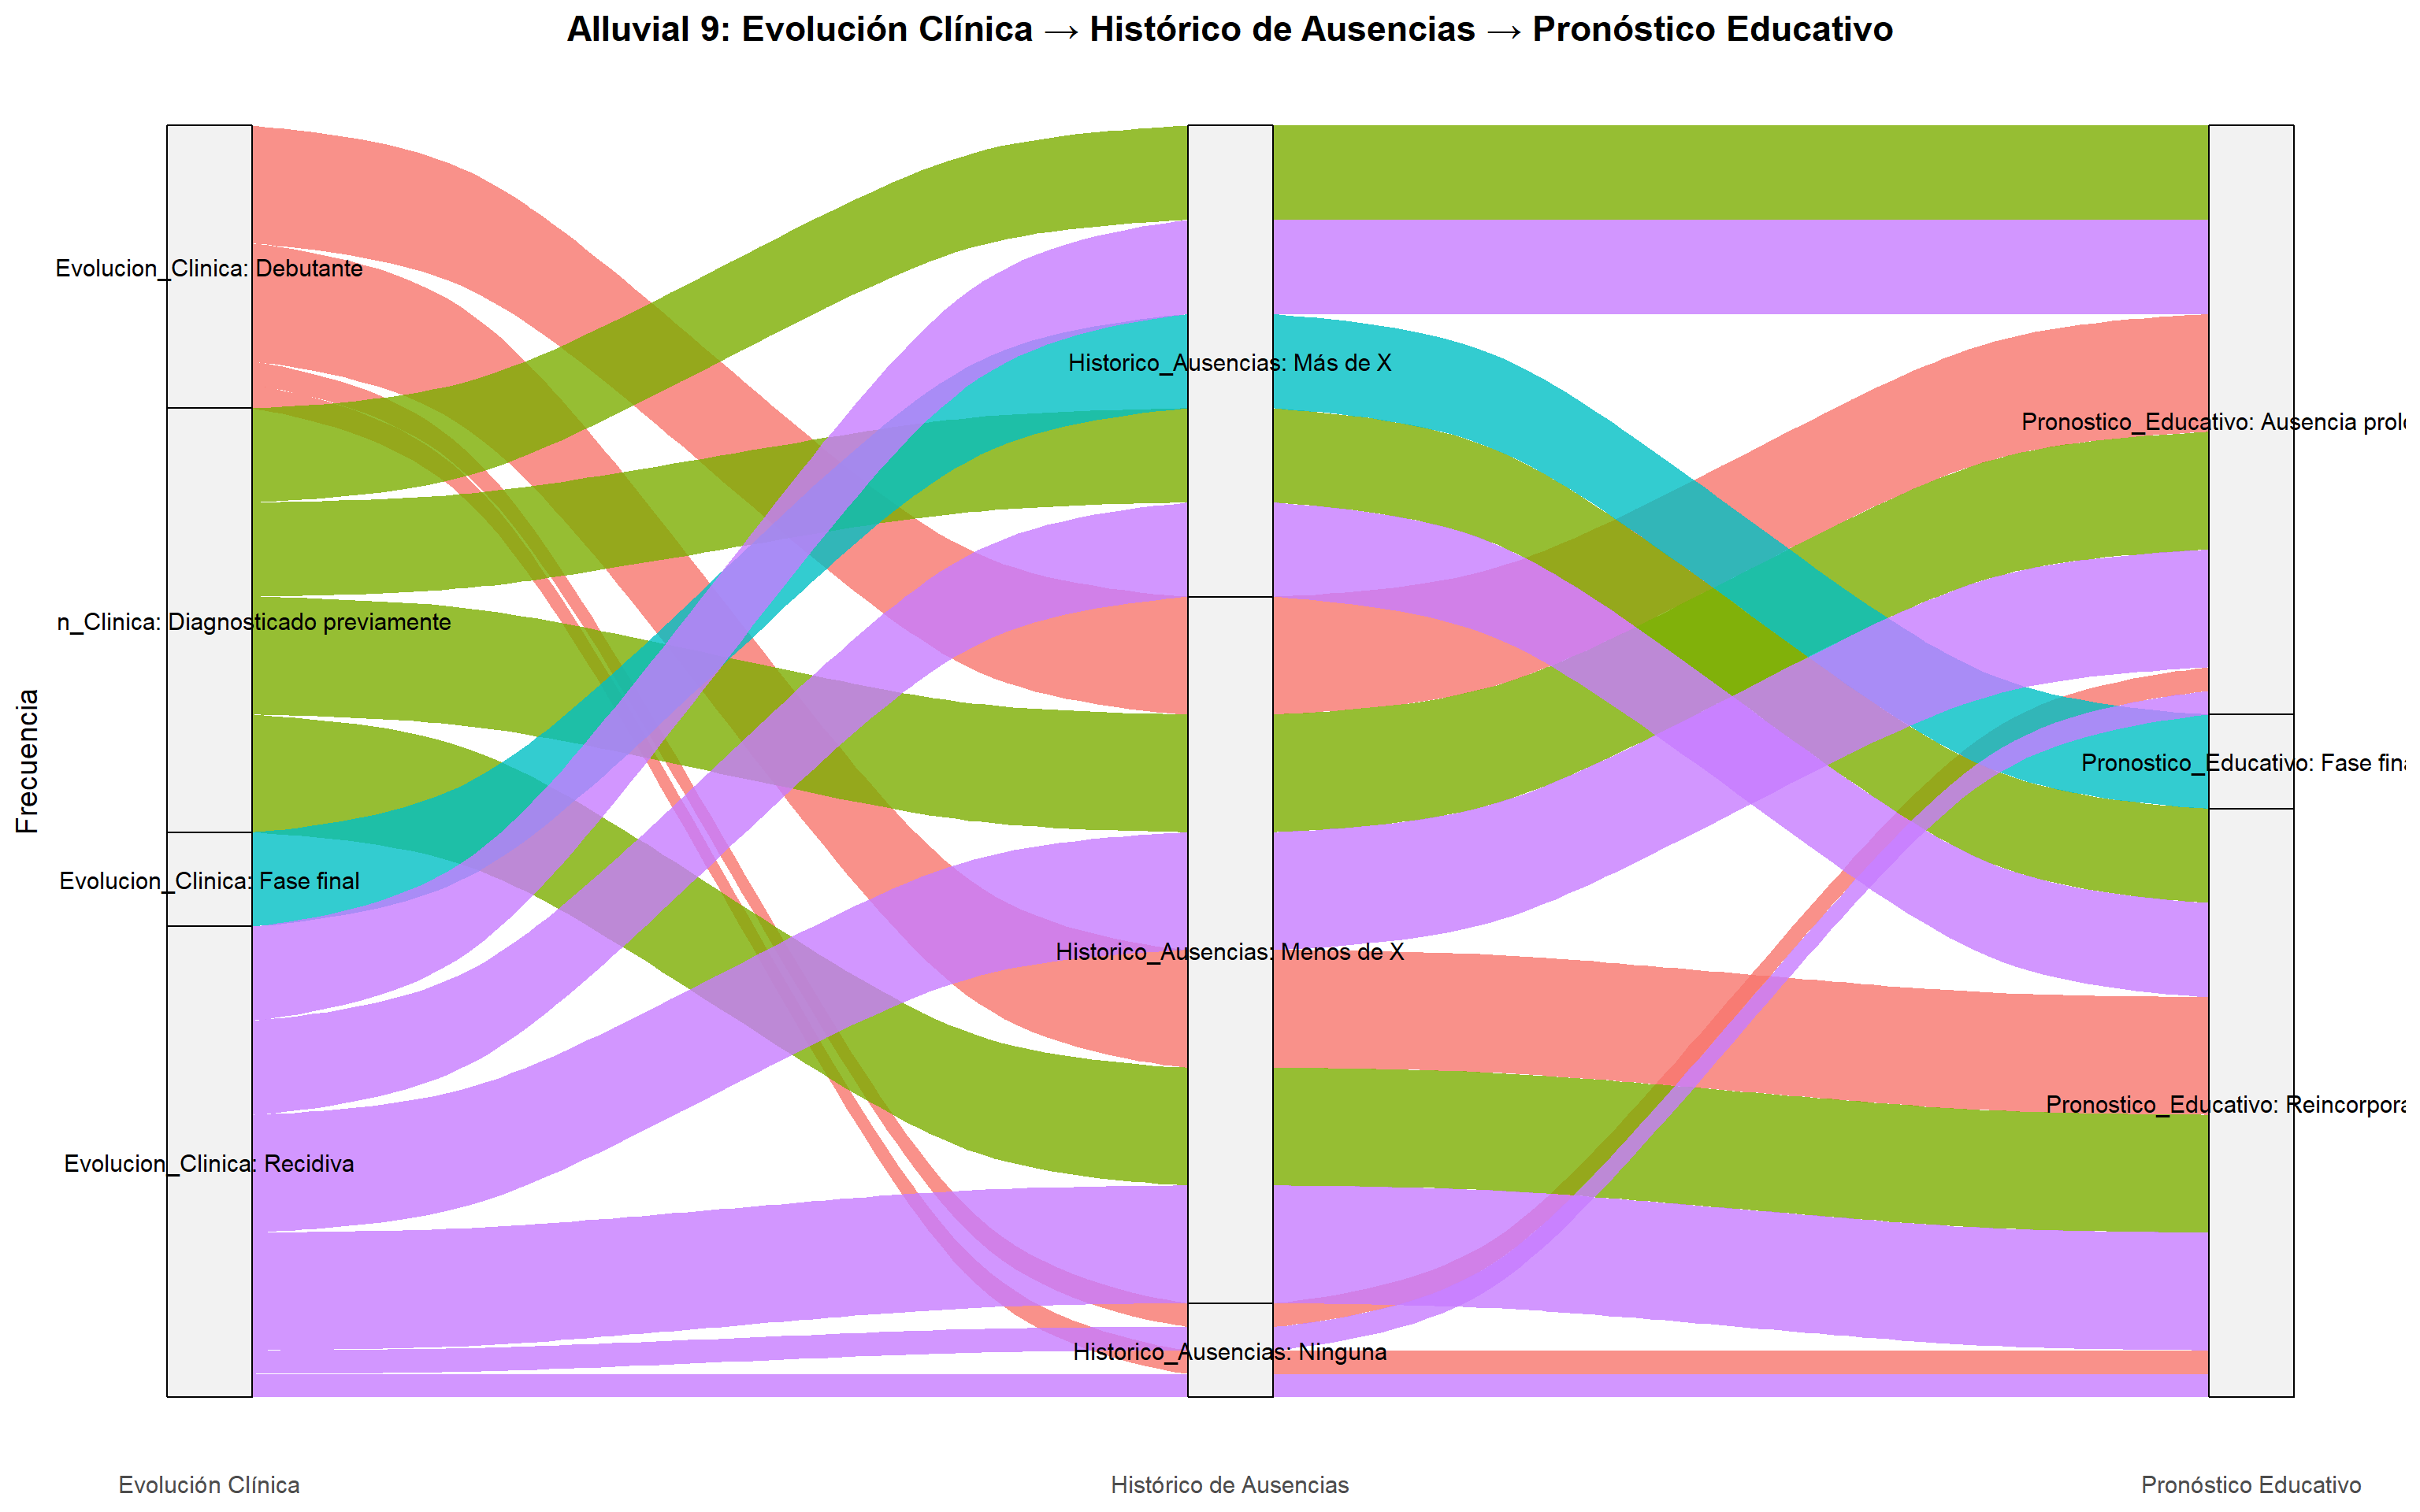 Alluvial 9: Evolución Clínica → Histórico de Ausencias → Pronóstico Educativo
Frecuencia
Evolucion_Clinica: Debutante
n_Clinica: Diagnosticado previamente
Evolucion_Clinica: Fase final
Evolucion_Clinica: Recidiva
Historico_Ausencias: Más de X
Historico_Ausencias: Menos de X
Historico_Ausencias: Ninguna
Pronostico_Educativo: Ausencia prol
Pronostico_Educativo: Fase fina
Pronostico_Educativo: Reincorpora
Evolución Clínica
Histórico de Ausencias
Pronóstico Educativo